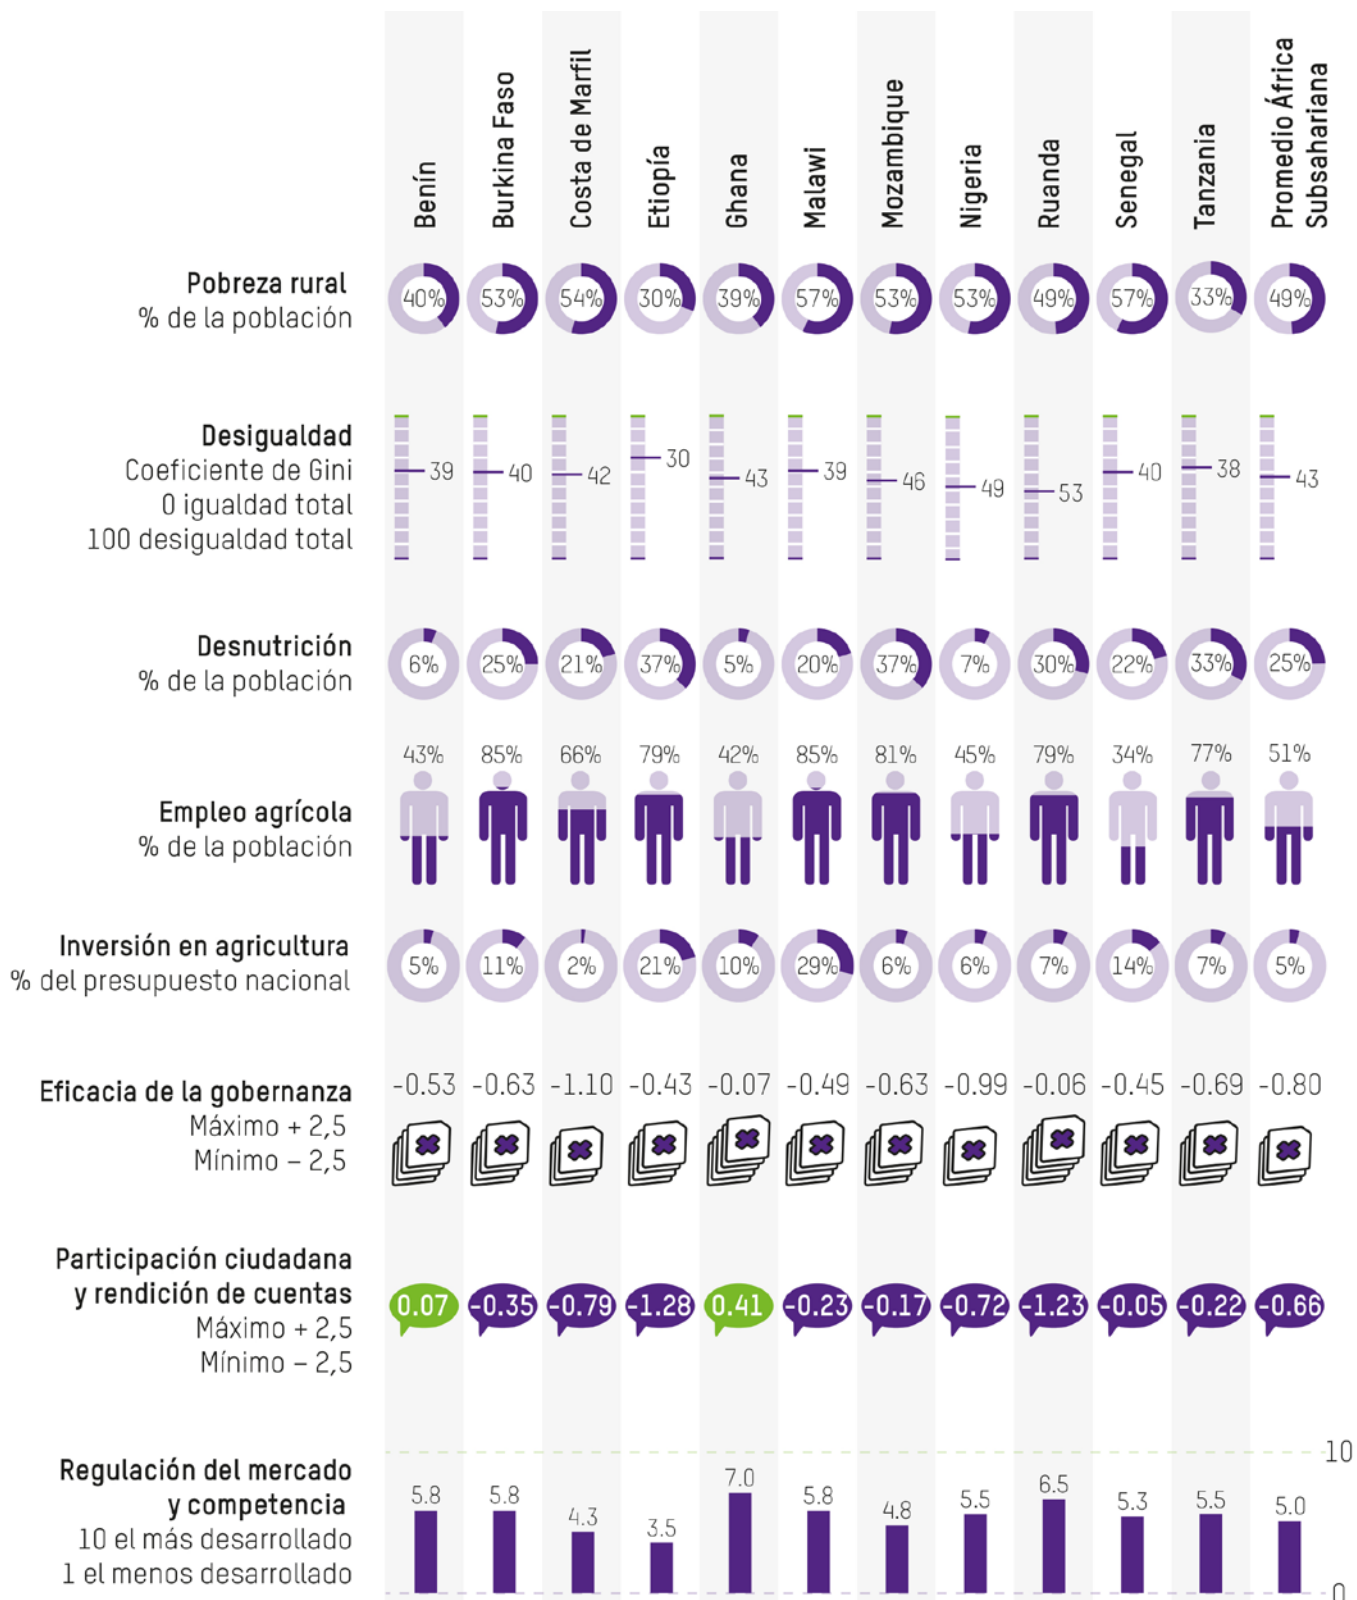 Benín
Burkina Faso
Costa de Marfil
Etiopía
Ghana
Malawi
Mozambique
Nigeria
Ruanda
Senegal
Tanzania
Promedio África
Subsahariana
Pobreza rural
% de la población
40% 53% 54% 30% 39% 57% 53% 53% 49% 57% 33% 49%
Desigualdad
Coeficiente de Gini
0 igualdad total
100 desigualdad total
39 40 42 30 43 39 46 49 53 40 38 43
Desnutrición
% de la población
6% 25% 21% 37% 5% 20% 37% 7% 30% 22% 33% 25%
43% 85% 66% 79% 42% 85% 81% 45% 79% 34% 77% 51%
Empleo agrícola
% de la población
Inversión en agricultura
% del presupuesto nacional
5% 11% 2% 21% 10% 29% 6% 6% 7% 14% 7% 5%
Eficacia de la gobernanza
Máximo + 2,5
Mínimo – 2,5
-0.53 -0.63 -1.10 -0.43 -0.07 -0.49 -0.63 -0.99 -0.06 -0.45 -0.69 -0.80
Participación ciudadana
y rendición de cuentas
Máximo + 2,5
Mínimo – 2,5
0.07 -0.35 -0.79 -1.28 0.41 -0.23 -0.17 -0.72 -1.23 -0.05 -0.22 -0.66
Regulación del mercado
y competencia
10 el más desarrollado
1 el menos desarrollado
10
5.8 5.8 4.3 3.5 7.0 5.8 4.8 5.5 6.5 5.3 5.5 5.0
0